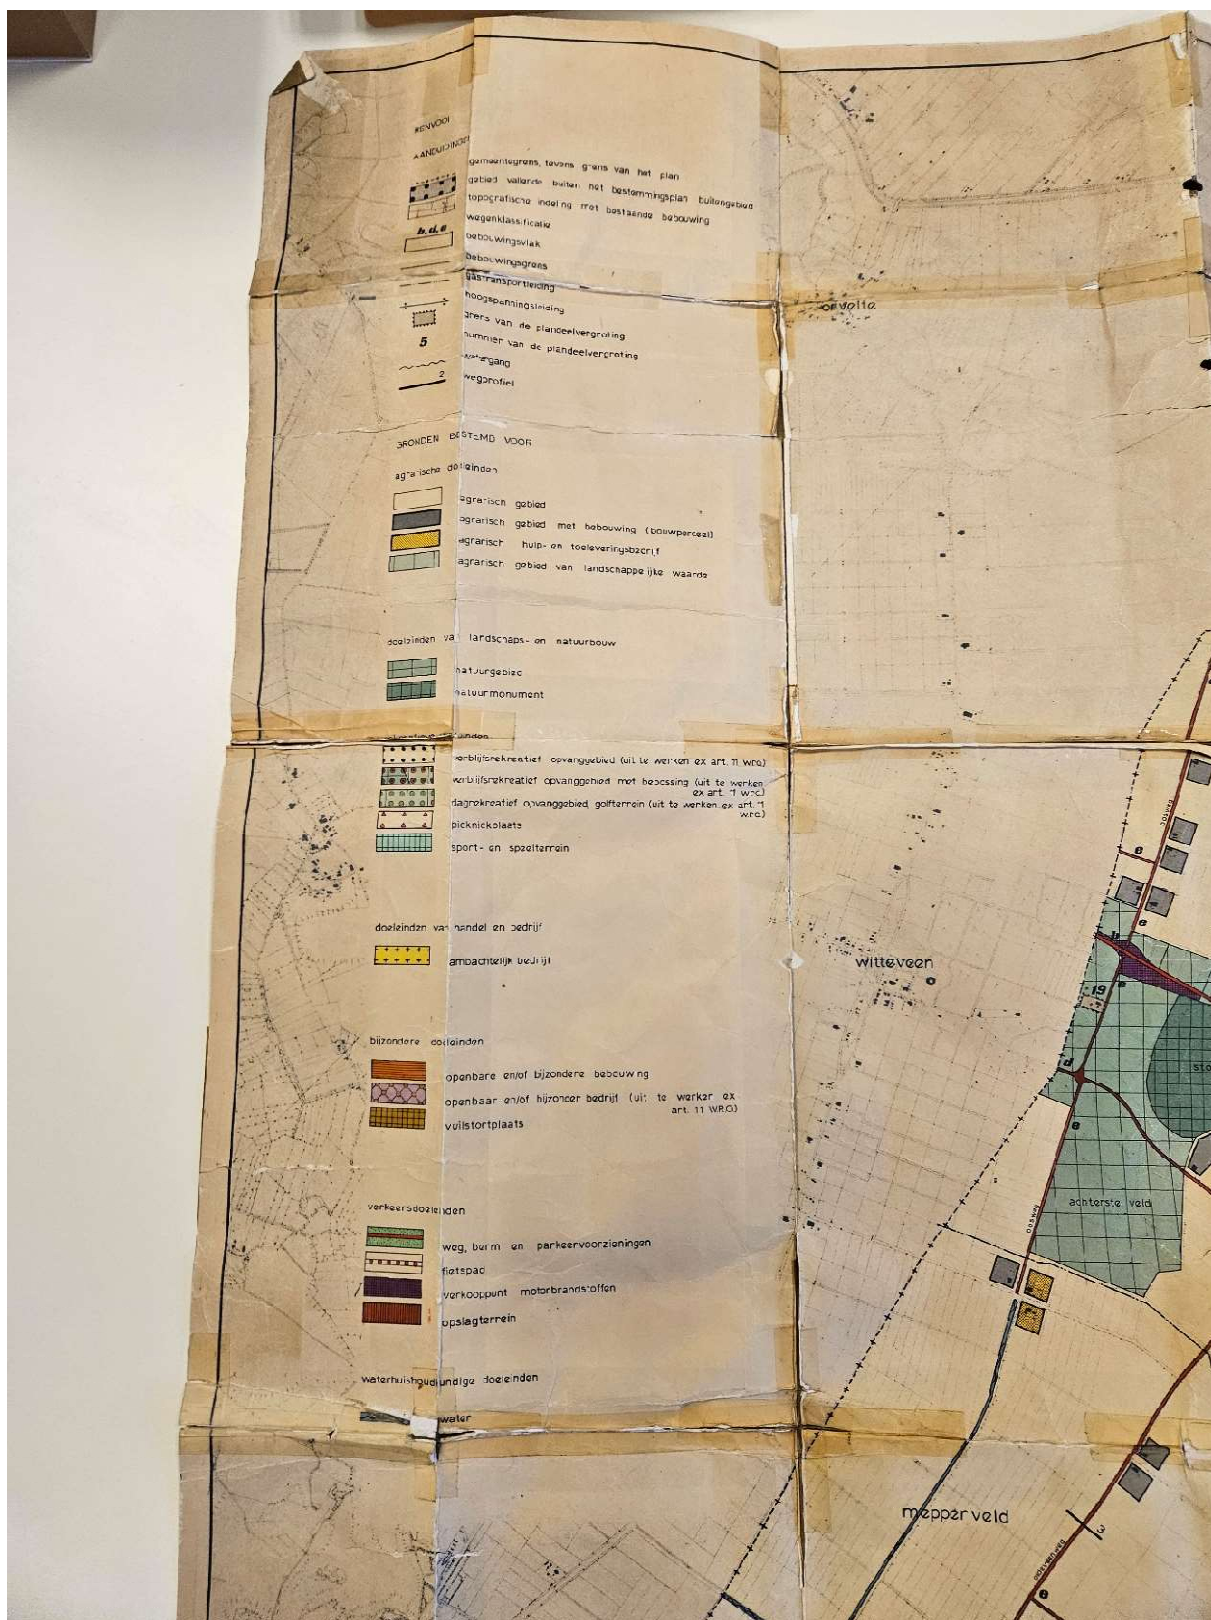 RENVOOI
AANDUIDINGEN
gemeentegrens, tevens grens van het plan
gebied vallende buiten het bestemmingsplan buitengebied
topografische indeling met bestaande bebouwing
b.d.e wegenklassificatie
bebouwingsvlak
bebouwingsgrens
gastransportleiding
hoogspanningsleiding
grens van de plandeelvergroting
5 nummer van de plandeelvergroting
watergang
2 wegprofiel
GRONDEN BESTEMD VOOR
agrarische doeleinden
agrarisch gebied
agrarisch gebied met bebouwing (bouwperceel)
agrarisch hulp- en toeleveringsbedrijf
agrarisch gebied van landschappelijke waarde
doeleinden van landschaps- en natuurbouw
natuurgebied
natuurmonument
verblijfsrekreatief opvanggebied (uit te werken ex art. 11 W.R.O.)
verblijfsrekreatief opvanggebied met bebossing (uit te werken
ex art. 11 W.R.O.)
dagrekreatief opvanggebied, golfterrein (uit te werken ex art. 11
W.R.O.)
picknickplaats
sport- en speelterrein
doeleinden van handel en bedrijf
ambachtelijk bedrijf
bijzondere doeleinden
openbare en/of bijzondere bebouwing
openbaar en/of bijzonder bedrijf (uit te werken ex
art. 11 W.R.O.)
vuilstortplaats
verkeersdoeleinden
weg, berm en parkeervoorzieningen
fietspad
verkooppunt motorbrandstoffen
opslagterrein
waterhuishoudkundige doeleinden
water
orvelte
witteveen
e
e
b
e
19
d
e
achterste veld
mepperveld
3
e